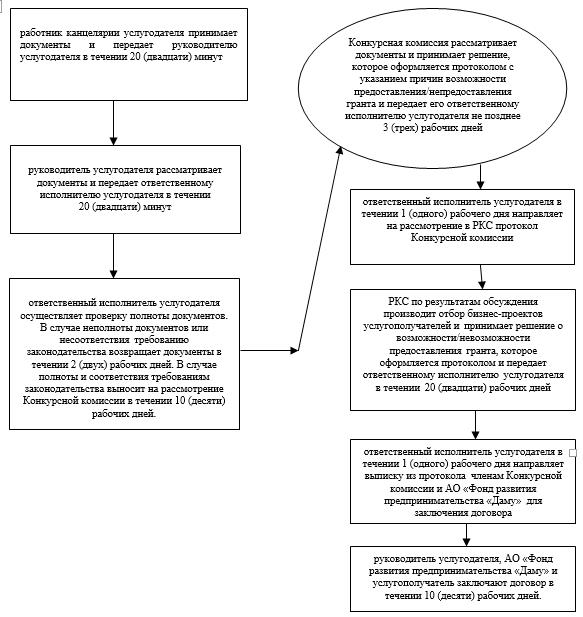 работник канцелярии услугодателя принимает
документы и передает руководителю
услугодателя в течении 20 (двадцати) минут
руководитель услугодателя рассматривает
документы и передает ответственному
исполнителю услугодателя в течении
20 (двадцати) минут
ответственный исполнитель услугодателя
осуществляет проверку полноты документов.
В случае неполноты документов или
несоответствия требованию
законодательства возвращает документы в
течении 2 (двух) рабочих дней. В случае
полноты и соответствия требованиям
законодательства выносит на рассмотрение
Конкурсной комиссии в течении 10 (десяти)
рабочих дней.
Конкурсная комиссия рассматривает
документы и принимает решение,
которое оформляется протоколом с
указанием причин возможности
предоставления/непредоставления
гранта и передает его ответственному
исполнителю услугодателя не позднее
3 (трех) рабочих дней
ответственный исполнитель услугодателя в
течении 1 (одного) рабочего дня направляет
на рассмотрение в РКС протокол
Конкурсной комиссии
РКС по результатам обсуждения
производит отбор бизнес-проектов
услугополучателей и принимает решение о
возможности/невозможности
предоставления гранта, которое
оформляется протоколом и передает
ответственному исполнителю услугодателя
в течении 20 (двадцати) рабочих дней
ответственный исполнитель услугодателя в
течении 1 (одного) рабочего дня направляет
выписку из протокола членам Конкурсной
комиссии и АО «Фонд развития
предпринимательства «Даму» для
заключения договора
руководитель услугодателя, АО «Фонд
развития предпринимательства «Даму» и
услугополучатель заключают договор в
течении 10 (десяти) рабочих дней.